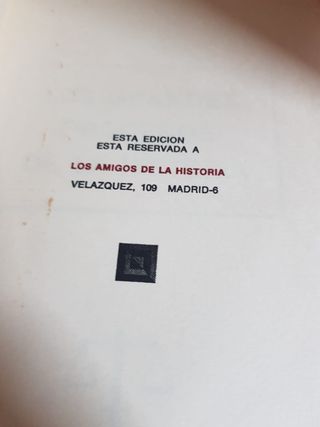 ESTA EDICION
ESTA RESERVADA A
LOS AMIGOS DE LA HISTORIA
VELAZQUEZ, 109 MADRID-6